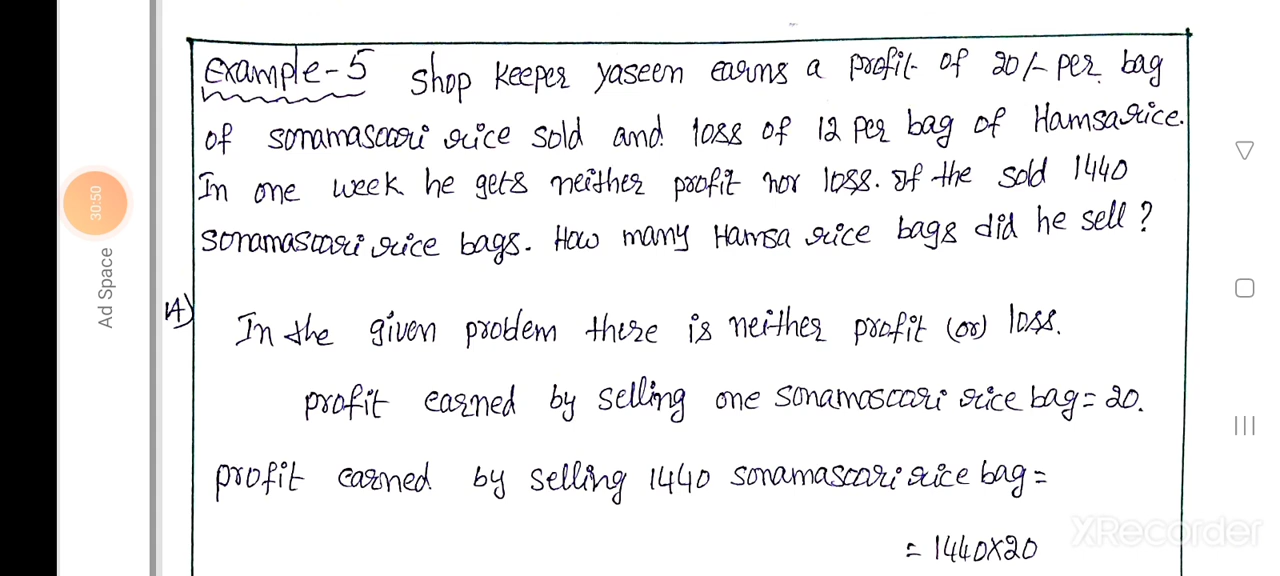 Example-5 Shop keeper yaseen earns a profit of 20/- per bag
of sonamasoori rice sold and loss of 12 per bag of Hamsa rice.
In one week he gets neither profit nor loss. If the sold 1440
Sonamasoori rice bags. How many Hamsa rice bags did he sell?
A)
In the given problem there is neither profit (or) loss.
profit earned by selling one sonamasoori rice bag = 20.
profit earned by selling 1440 sonamasoori rice bag =
= 1440x20
30:50
Ad Space
XRecorder